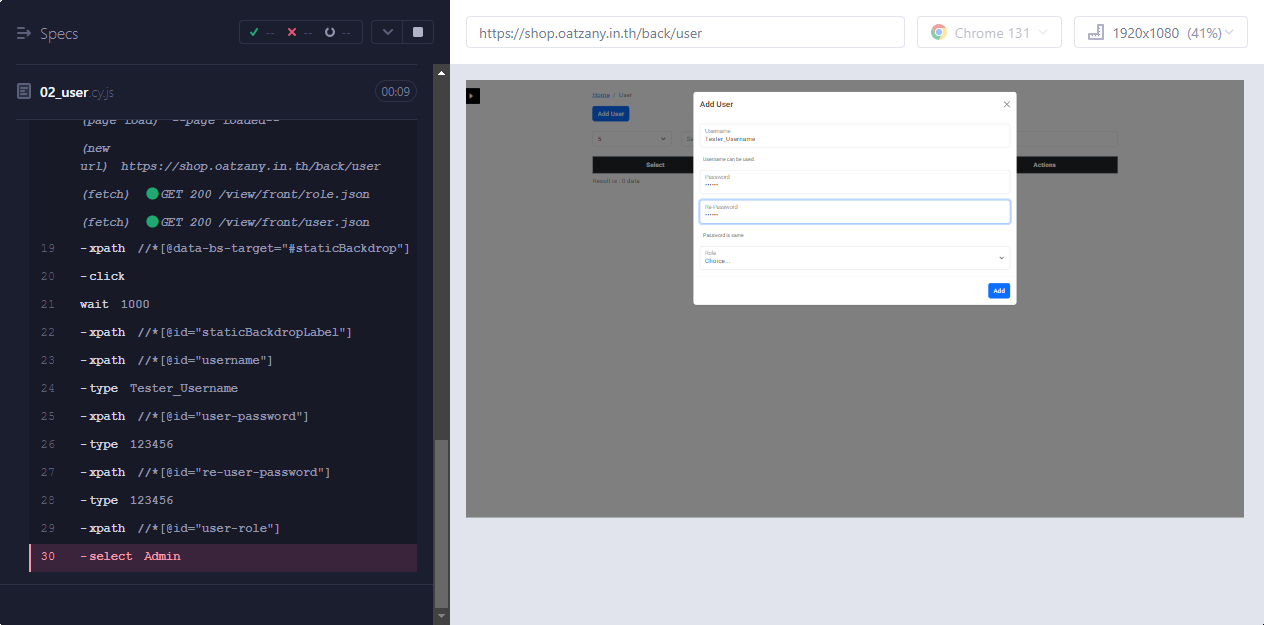 Specs
-- -- --
02_user.cy.js
00:09
(page load) --page loaded--
(new
url) https://shop.oatzany.in.th/back/user
(fetch) GET 200 /view/front/role.json
(fetch) GET 200 /view/front/user.json
19 -xpath //*[@data-bs-target="#staticBackdrop"]
20 -click
21 wait 1000
22 -xpath //*[@id="staticBackdropLabel"]
23 -xpath //*[@id="username"]
24 -type Tester_Username
25 -xpath //*[@id="user-password"]
26 -type 123456
27 -xpath //*[@id="re-user-password"]
28 -type 123456
29 -xpath //*[@id="user-role"]
30 -select Admin
https://shop.oatzany.in.th/back/user
Chrome 131
1920x1080 (41%)
Home / User
Add User
5
Se
Select
Actions
Result is : 0 data
Add User
Username
Tester_Username
Username can be used
Password
••••••
Re-Password
••••••
Password is same
Role
Choice...
Add